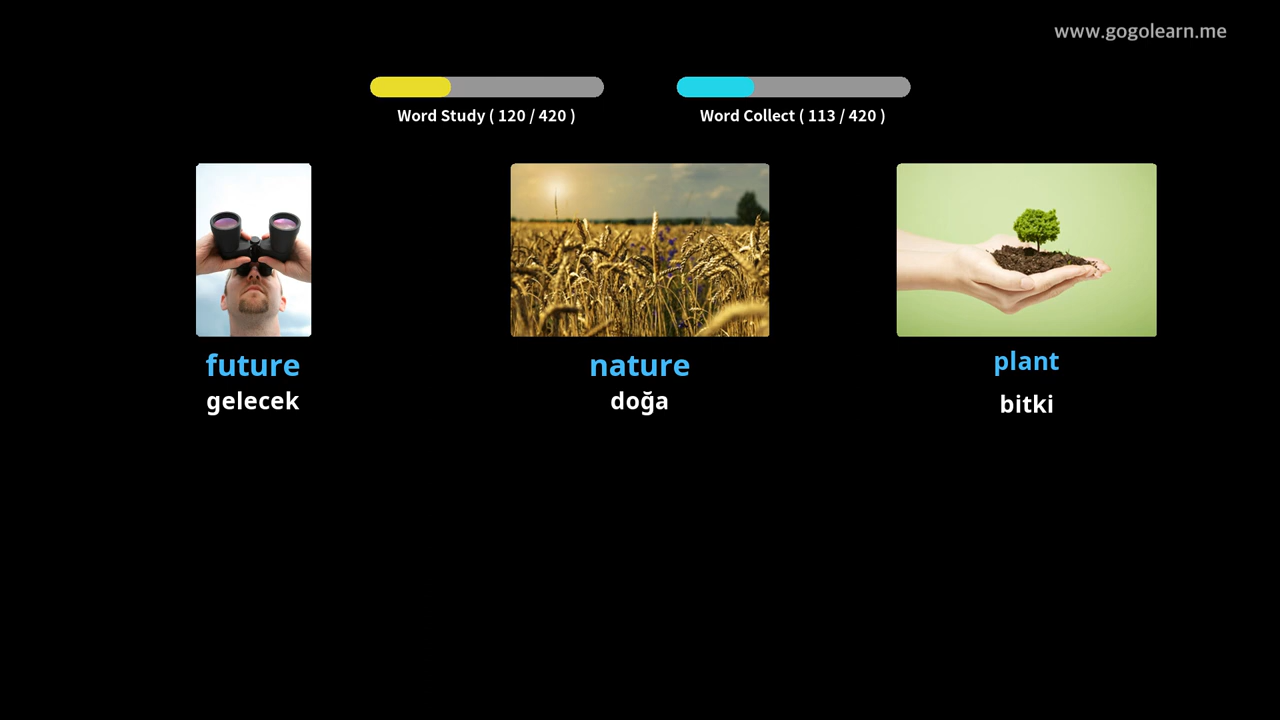 www.gogolearn.me
Word Study ( 120 / 420 )
Word Collect ( 113 / 420 )
future
gelecek
nature
doğa
plant
bitki